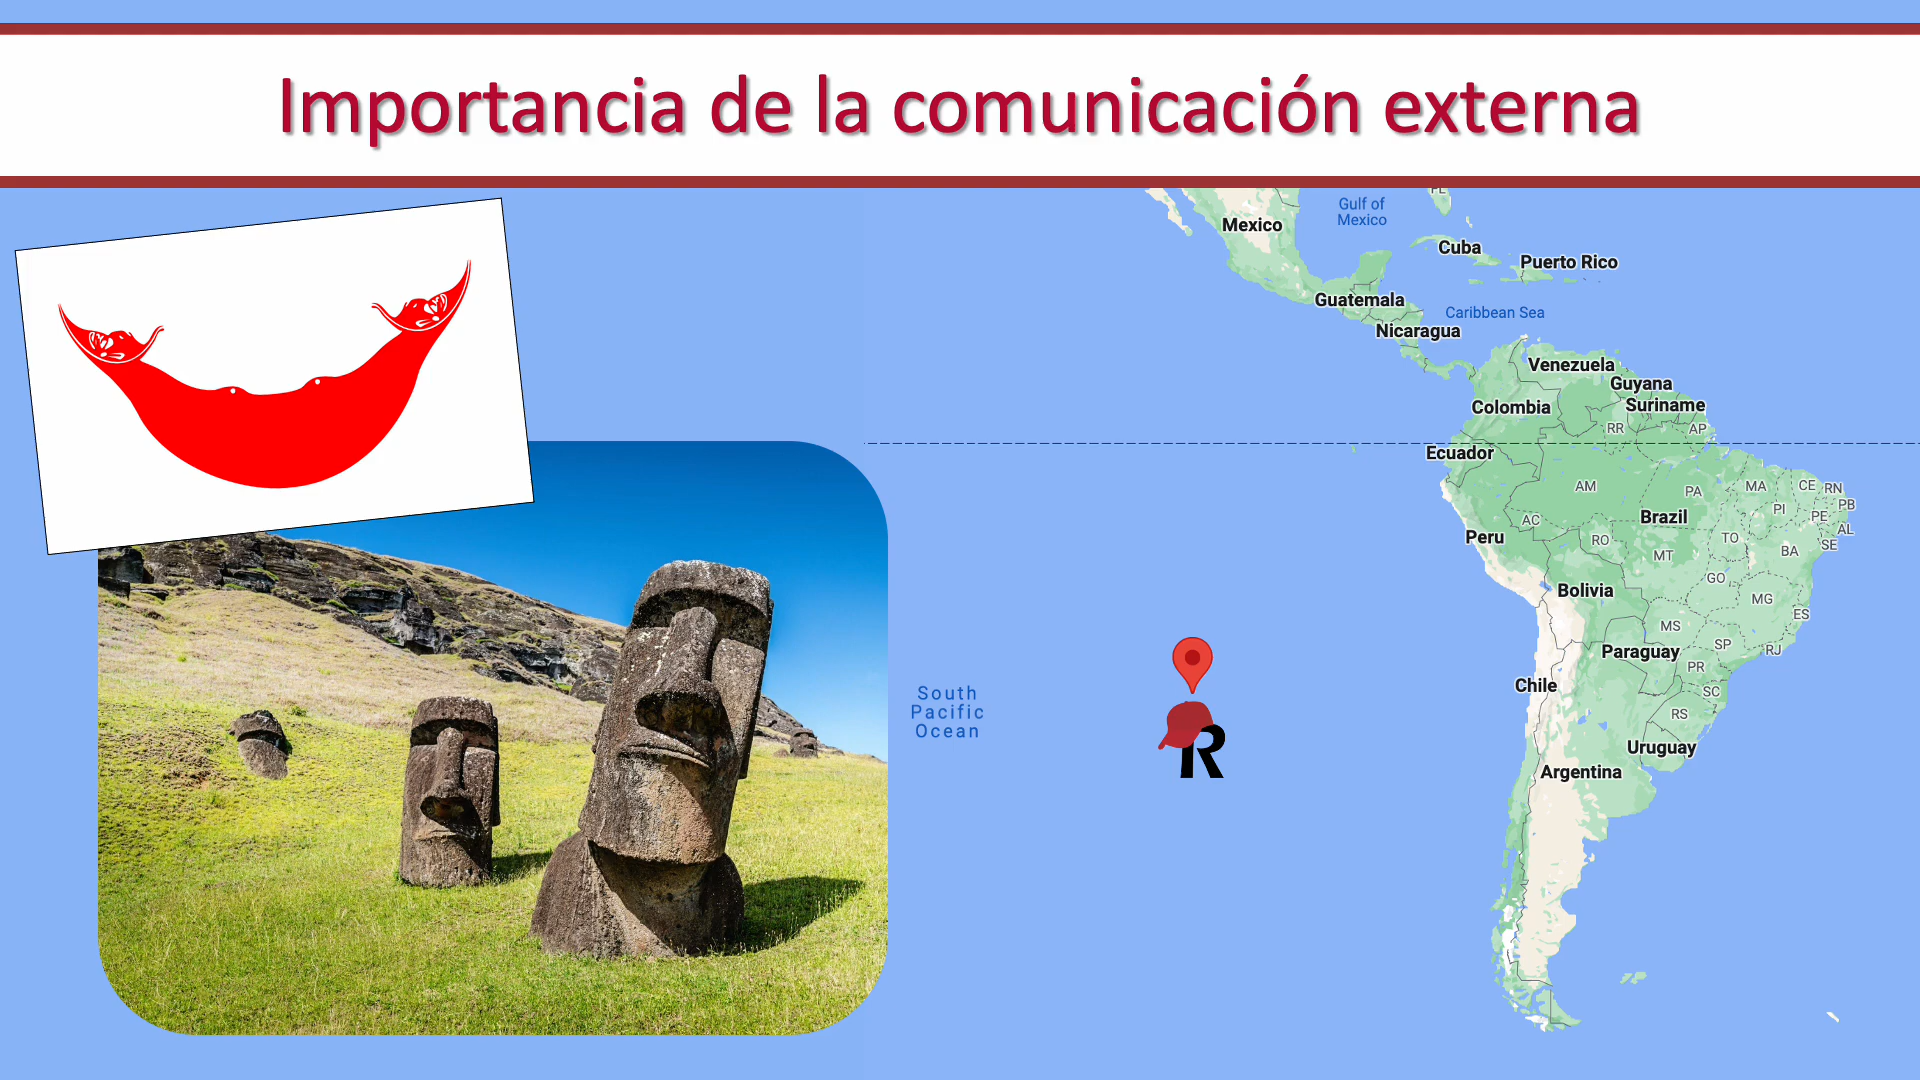 Importancia de la comunicación externa
Gulf of
Mexico
Mexico
Cuba
Puerto Rico
Guatemala
Caribbean Sea
Nicaragua
Venezuela
Guyana
Colombia
Suriname
RR
AP
Ecuador
AM
PA
MA
CE
RN
PB
PI
PE
AC
Brazil
AL
Peru
RO
TO
SE
MT
BA
GO
Bolivia
MG
ES
MS
SP
Paraguay
RJ
PR
Chile
SC
South
Pacific
Ocean
RS
R
Uruguay
Argentina